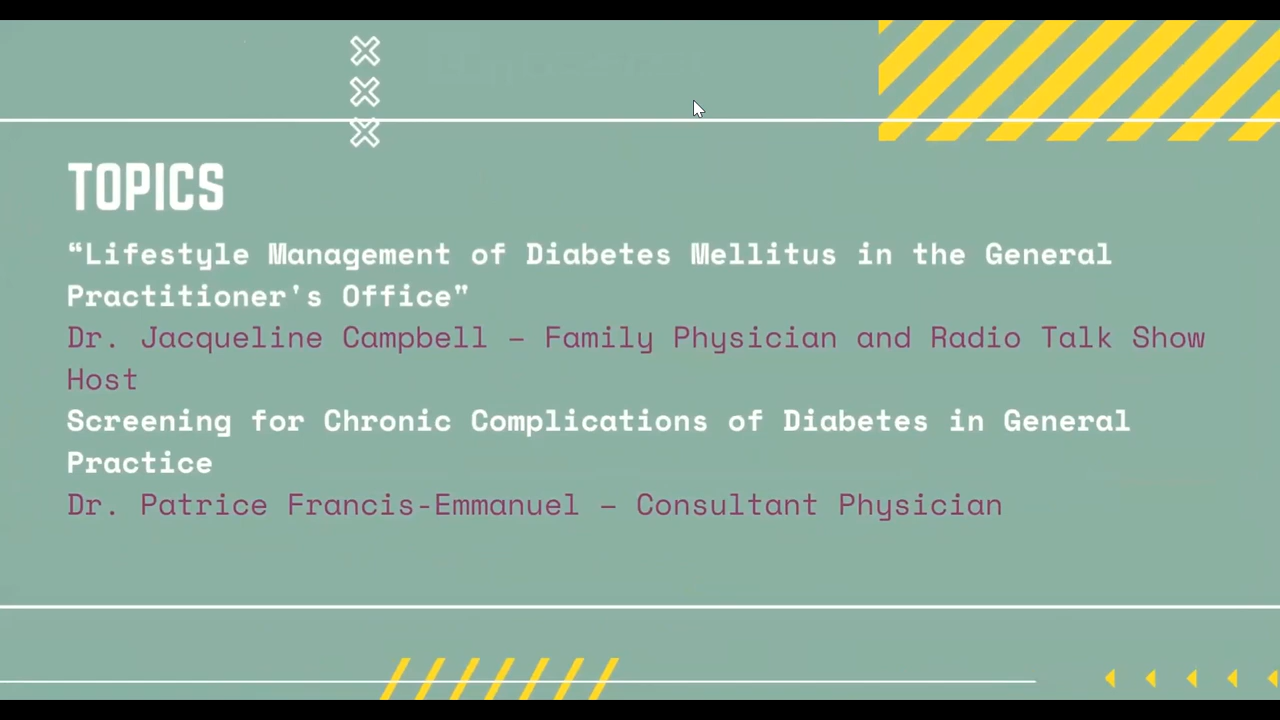 TOPICS
“Lifestyle Management of Diabetes Mellitus in the General
Practitioner's Office"
Dr. Jacqueline Campbell – Family Physician and Radio Talk Show
Host
Screening for Chronic Complications of Diabetes in General
Practice
Dr. Patrice Francis-Emmanuel – Consultant Physician